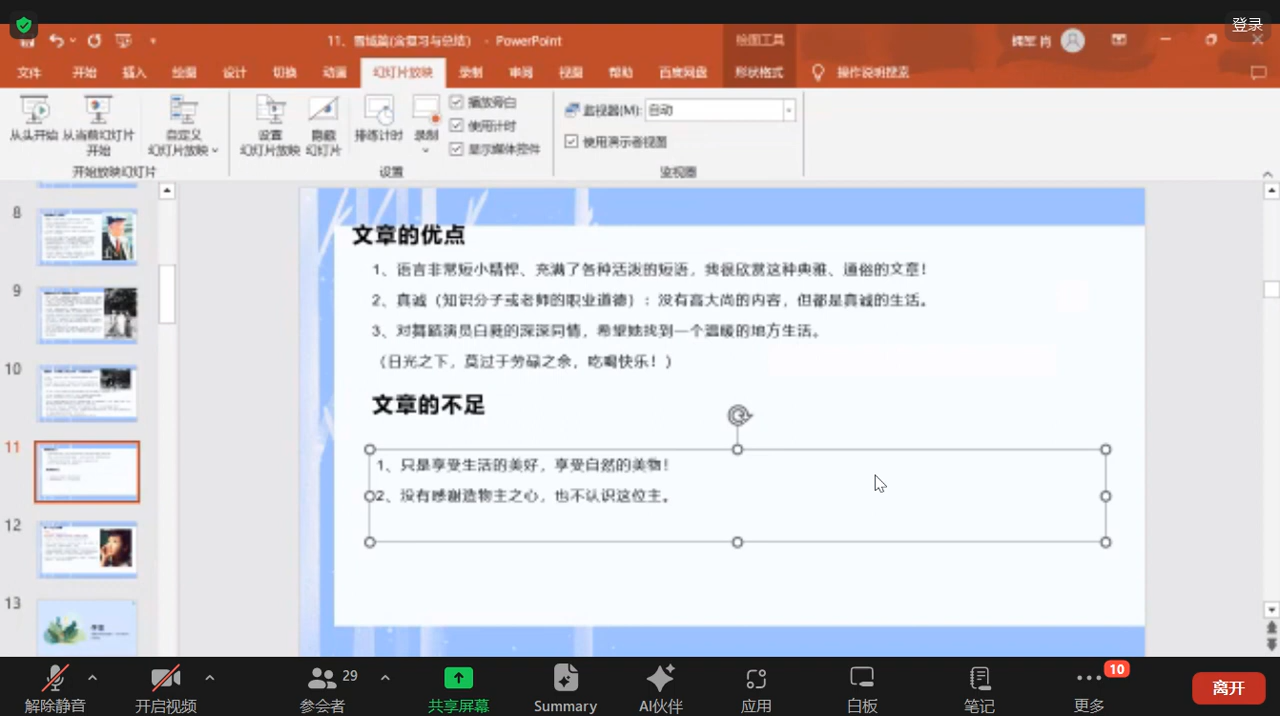 登录
11、雪域篇(含复习与总结) - PowerPoint
绘图工具
文件 开始 插入 绘图 设计 切换 动画 幻灯片放映 录制 审阅 视图 帮助 百度网盘 形状格式 操作说明搜索
从头开始 从当前幻灯片开始
自定义幻灯片放映
设置幻灯片放映
隐藏幻灯片
排练计时
录制
播放旁白
使用计时
显示媒体控件
监视器(M): 自动
使用演示者视图
开始放映幻灯片
设置
监视器
8
9
10
11
12
13
文章的优点
1、语言非常短小精悍、充满了各种活泼的短语，我很欣赏这种典雅、通俗的文章！
2、真诚（知识分子或老师的职业道德）：没有高大尚的内容，但都是真诚的生活。
3、对舞蹈演员白蕤的深深同情，希望她找到一个温暖的地方生活。
（日光之下，莫过于劳碌之余，吃喝快乐！）
文章的不足
1、只是享受生活的美好，享受自然的美物！
2、没有感谢造物主之心，也不认识这位主。
解除静音
开启视频
29
参会者
共享屏幕
Summary
AI伙伴
应用
白板
笔记
10
更多
离开